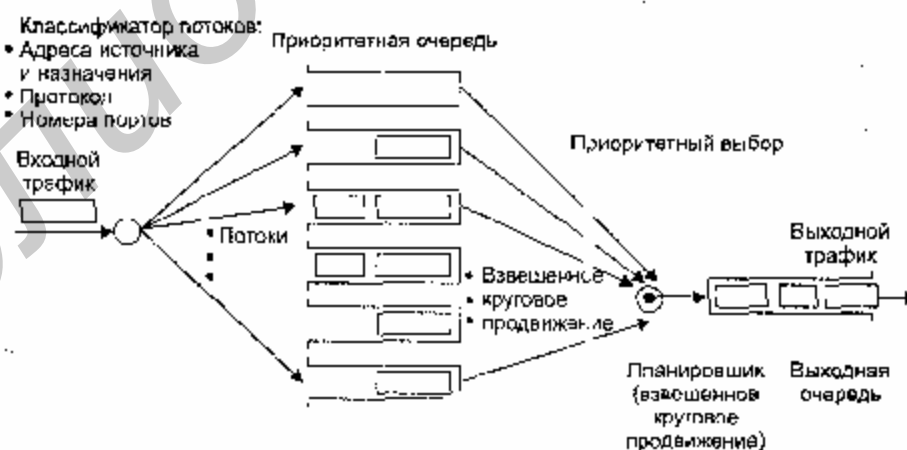 Классификатор потоков:
• Адреса источника
и назначения
• Протокол
• Номера портов
Приоритетная очередь
Входной
трафик
Приоритетный выбор
• Потоки
•
•
Выходной
трафик
• Взвешенное
• круговое
• продвижение
Планировщик
(взвешенное
круговое
продвижение)
Выходная
очередь